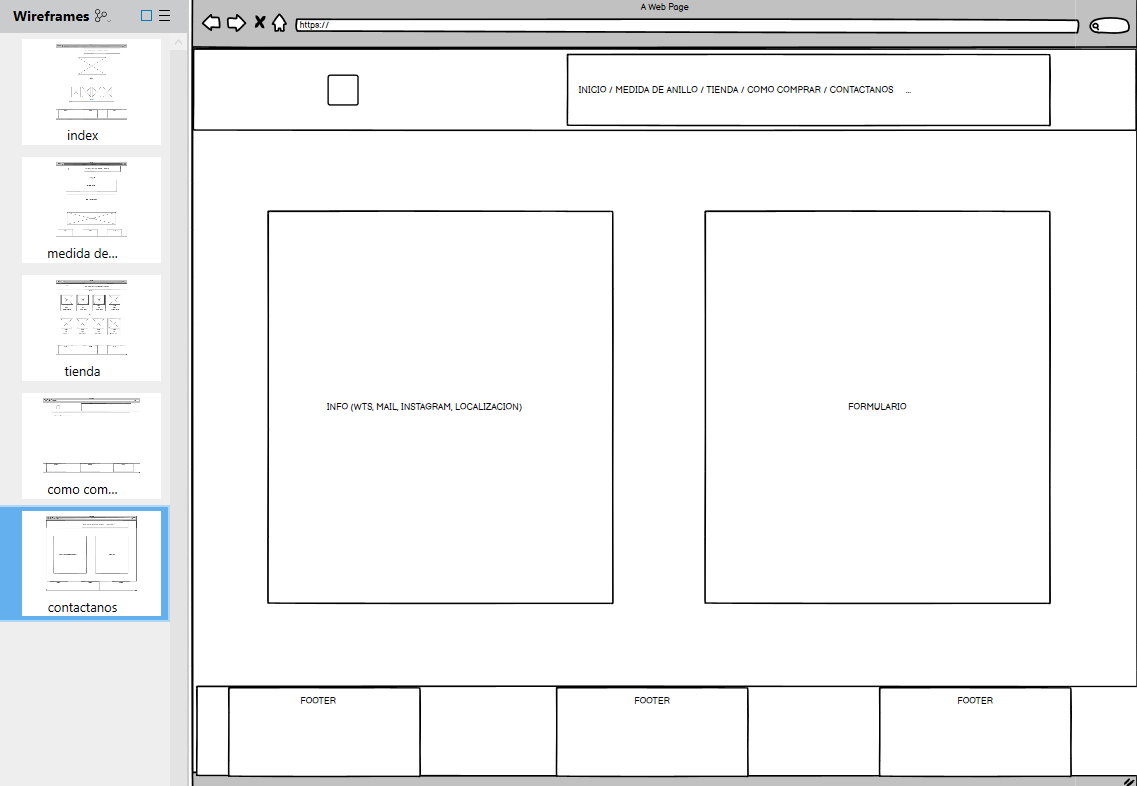 Wireframes
index
medida de...
tienda
como com...
contactanos
A Web Page
https://
INICIO / MEDIDA DE ANILLO / TIENDA / COMO COMPRAR / CONTACTANOS ...
INFO (WTS, MAIL, INSTAGRAM, LOCALIZACION)
FORMULARIO
FOOTER
FOOTER
FOOTER